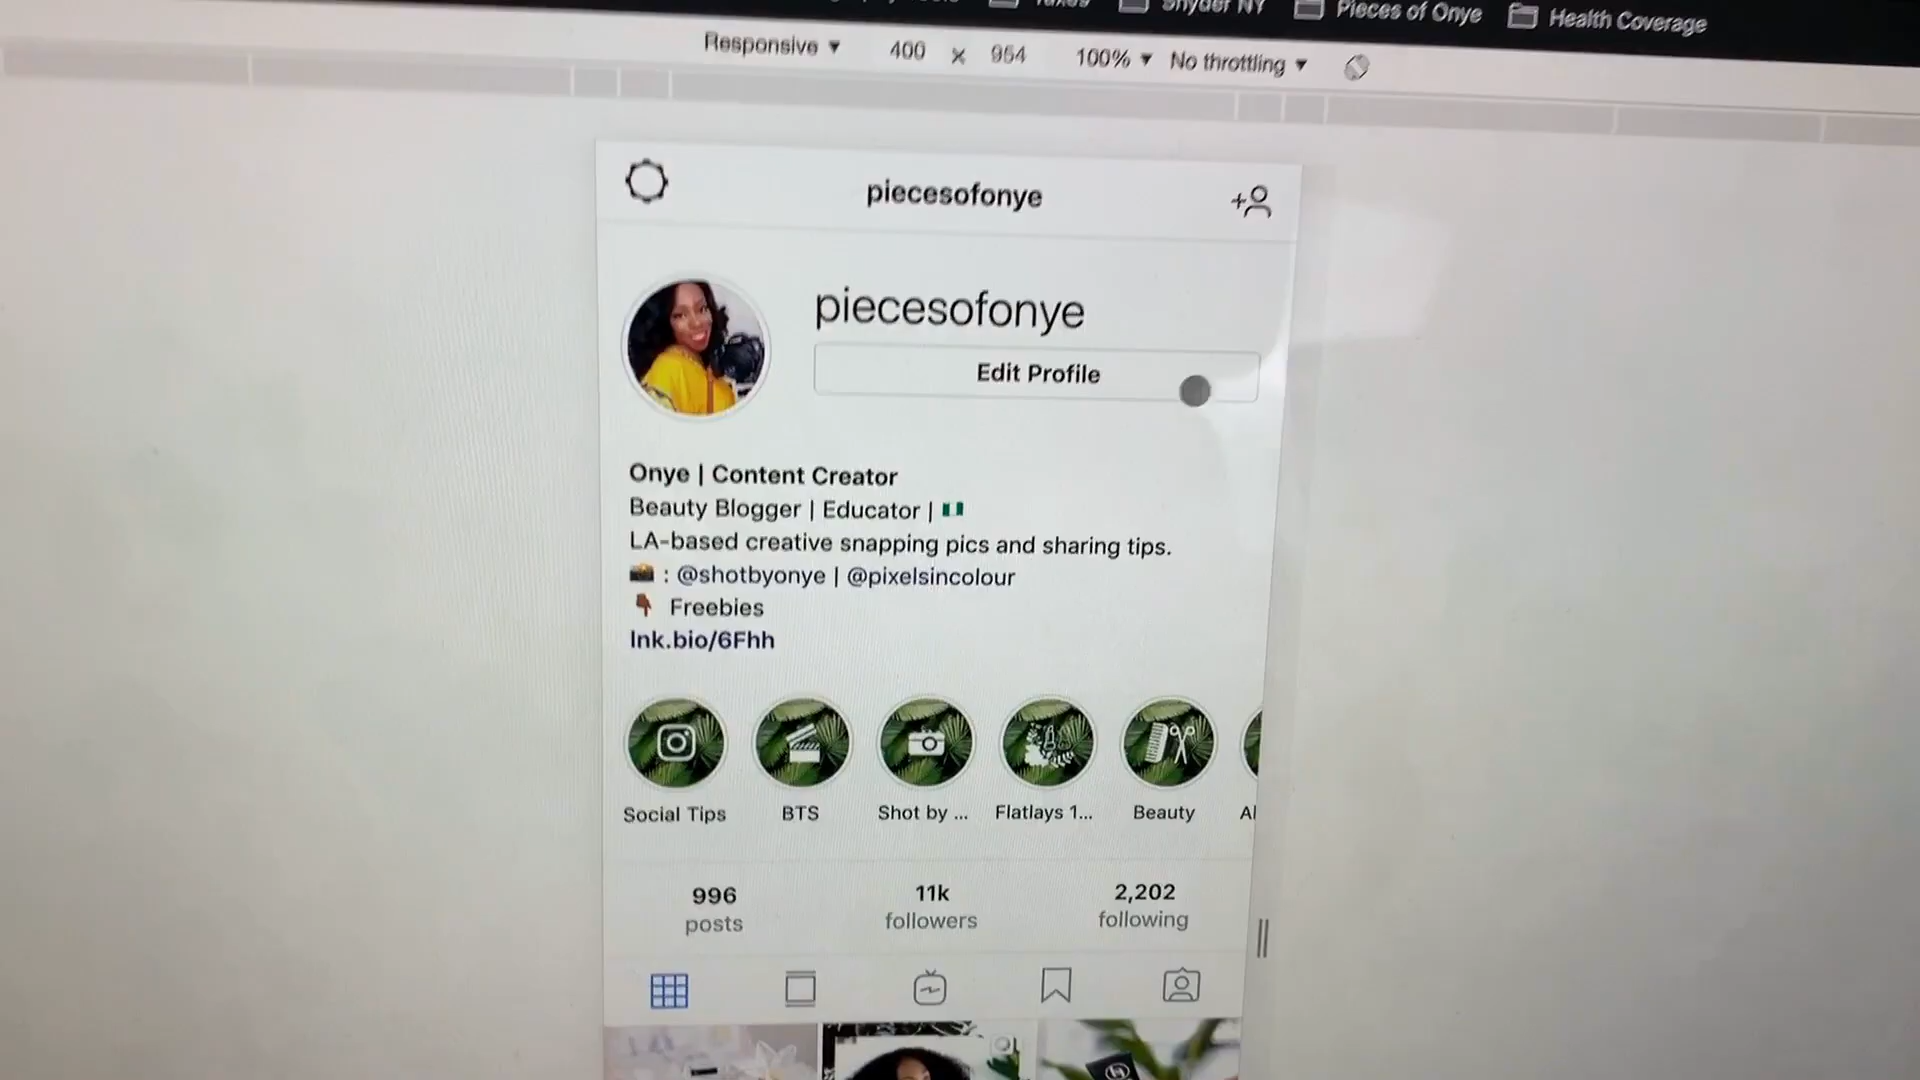 Snyder NY
Pieces of Onye
Health Coverage
Responsive ▼ 400 x 954 100% ▼ No throttling ▼
piecesofonye
piecesofonye
Edit Profile
Onye | Content Creator
Beauty Blogger | Educator | 🇳🇬
LA-based creative snapping pics and sharing tips.
📸 : @shotbyonye | @pixelsincolour
👇🏾 Freebies
lnk.bio/6Fhh
Social Tips BTS Shot by ... Flatlays 1... Beauty
996 11k 2,202
posts followers following